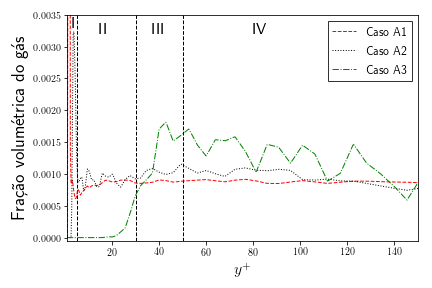 I II III IV
Caso A1
Caso A2
Caso A3
Fração volumétrica do gás
0.0035
0.0030
0.0025
0.0020
0.0015
0.0010
0.0005
0.0000
20 40 60 80 100 120 140
y⁺